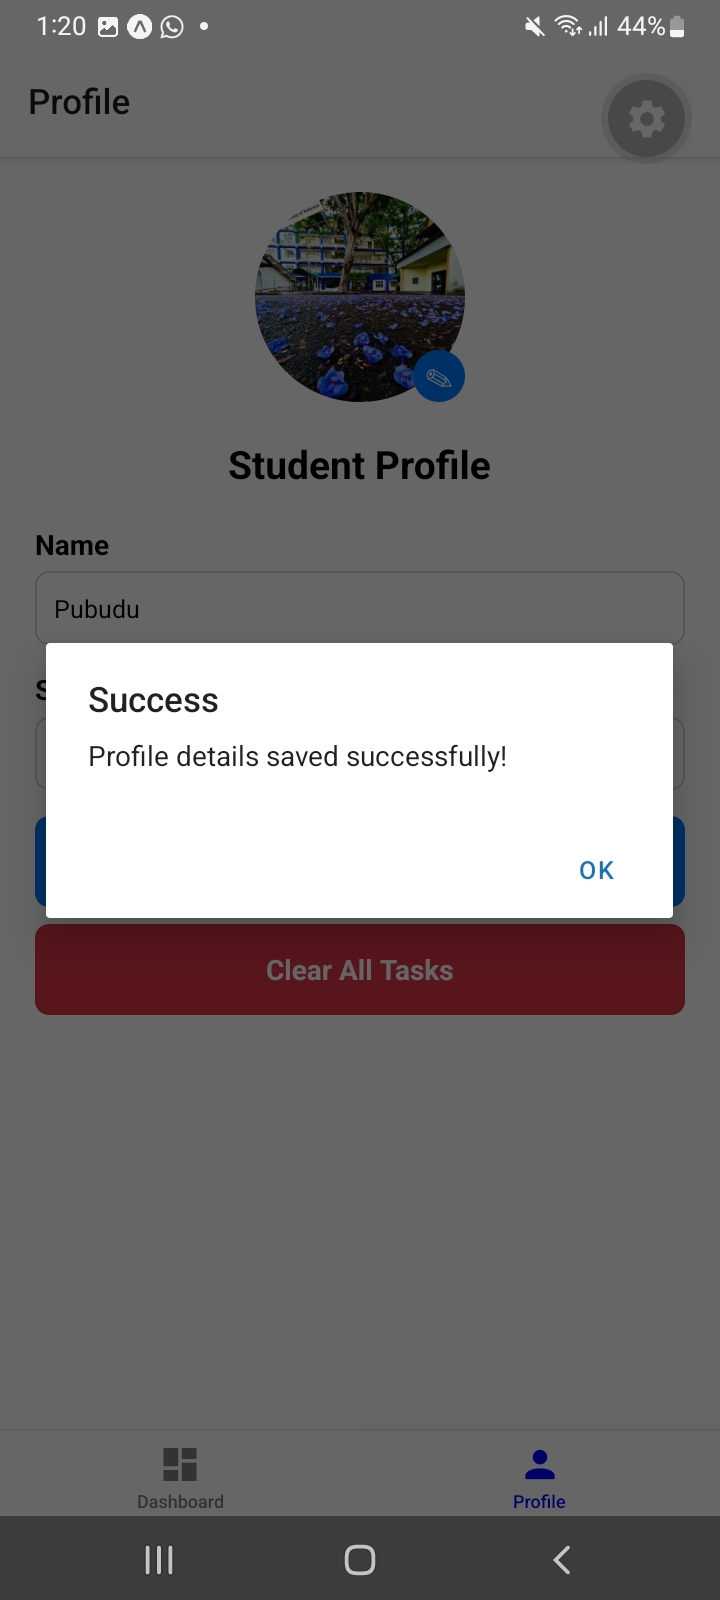 1:20
44%
Profile
Student Profile
Name
Pubudu
S
Success
Profile details saved successfully!
OK
Clear All Tasks
Dashboard
Profile